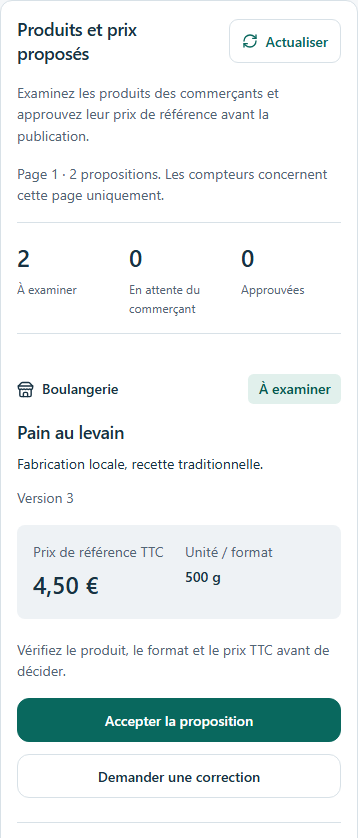 Produits et prix
proposés
Actualiser
Examinez les produits des commerçants et
approuvez leur prix de référence avant la
publication.
Page 1 · 2 propositions. Les compteurs concernent
cette page uniquement.
2
À examiner
0
En attente du
commerçant
0
Approuvées
Boulangerie
À examiner
Pain au levain
Fabrication locale, recette traditionnelle.
Version 3
Prix de référence TTC
4,50 €
Unité / format
500 g
Vérifiez le produit, le format et le prix TTC avant de
décider.
Accepter la proposition
Demander une correction